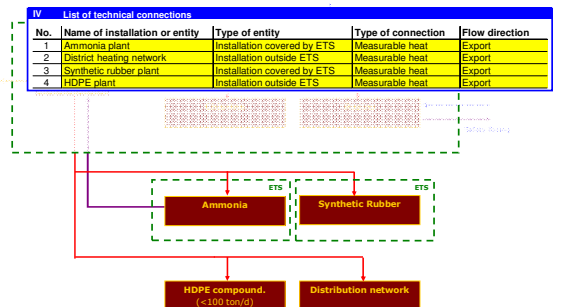 IV List of technical connections
No. Name of installation or entity Type of entity Type of connection Flow direction
1 Ammonia plant Installation covered by ETS Measurable heat Export
2 District heating network Installation outside ETS Measurable heat Export
3 Synthetic rubber plant Installation covered by ETS Measurable heat Export
4 HDPE plant Installation outside ETS Measurable heat Export
ETS ETS
Ammonia Synthetic Rubber
HDPE compound. Distribution network
(<100 ton/d)